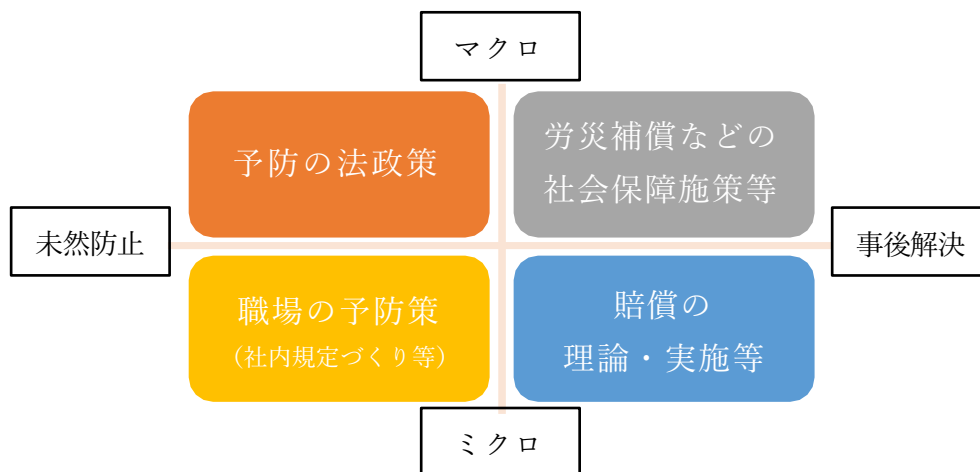 マクロ
予防の法政策
労災補償などの
社会保障施策等
未然防止
事後解決
職場の予防策
（社内規定づくり等）
賠償の
理論・実施等
ミクロ